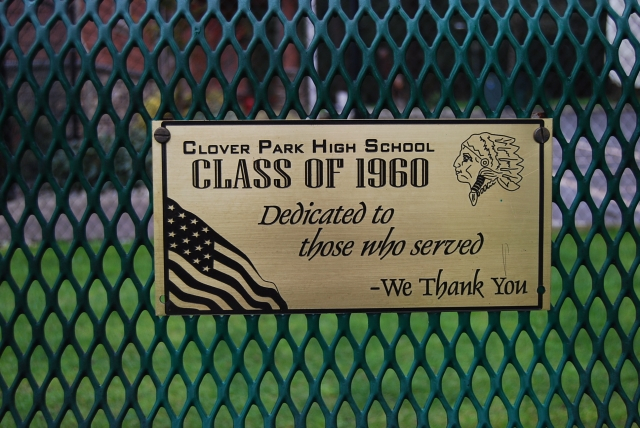 Clover Park High School
CLASS OF 1960
Dedicated to
those who served
-We Thank You